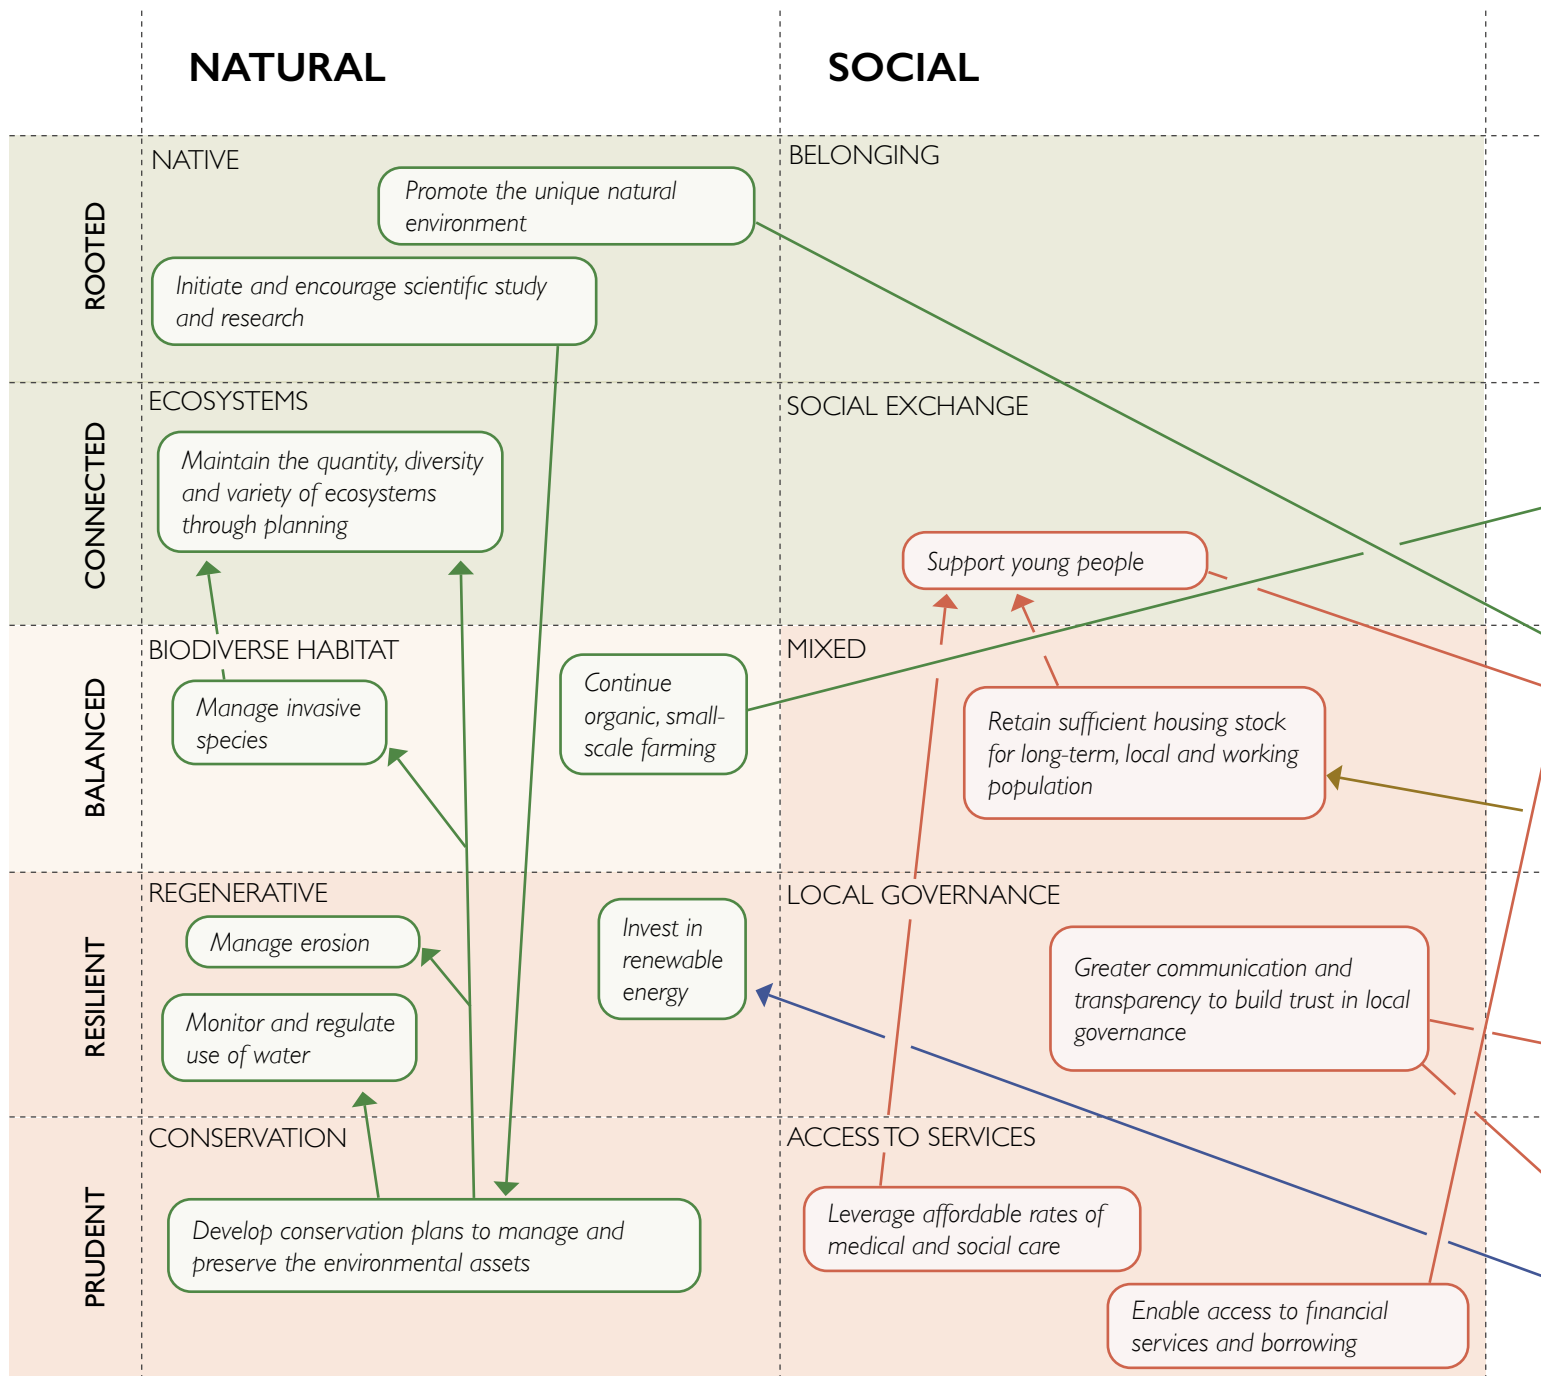 NATURAL
SOCIAL
ROOTED
NATIVE
Promote the unique natural
environment
Initiate and encourage scientific study
and research
BELONGING
CONNECTED
ECOSYSTEMS
Maintain the quantity, diversity
and variety of ecosystems
through planning
SOCIAL EXCHANGE
Support young people
BALANCED
BIODIVERSE HABITAT
Manage invasive
species
Continue
organic, small-
scale farming
MIXED
Retain sufficient housing stock
for long-term, local and working
population
RESILIENT
REGENERATIVE
Manage erosion
Monitor and regulate
use of water
Invest in
renewable
energy
LOCAL GOVERNANCE
Greater communication and
transparency to build trust in local
governance
PRUDENT
CONSERVATION
Develop conservation plans to manage and
preserve the environmental assets
ACCESS TO SERVICES
Leverage affordable rates of
medical and social care
Enable access to financial
services and borrowing